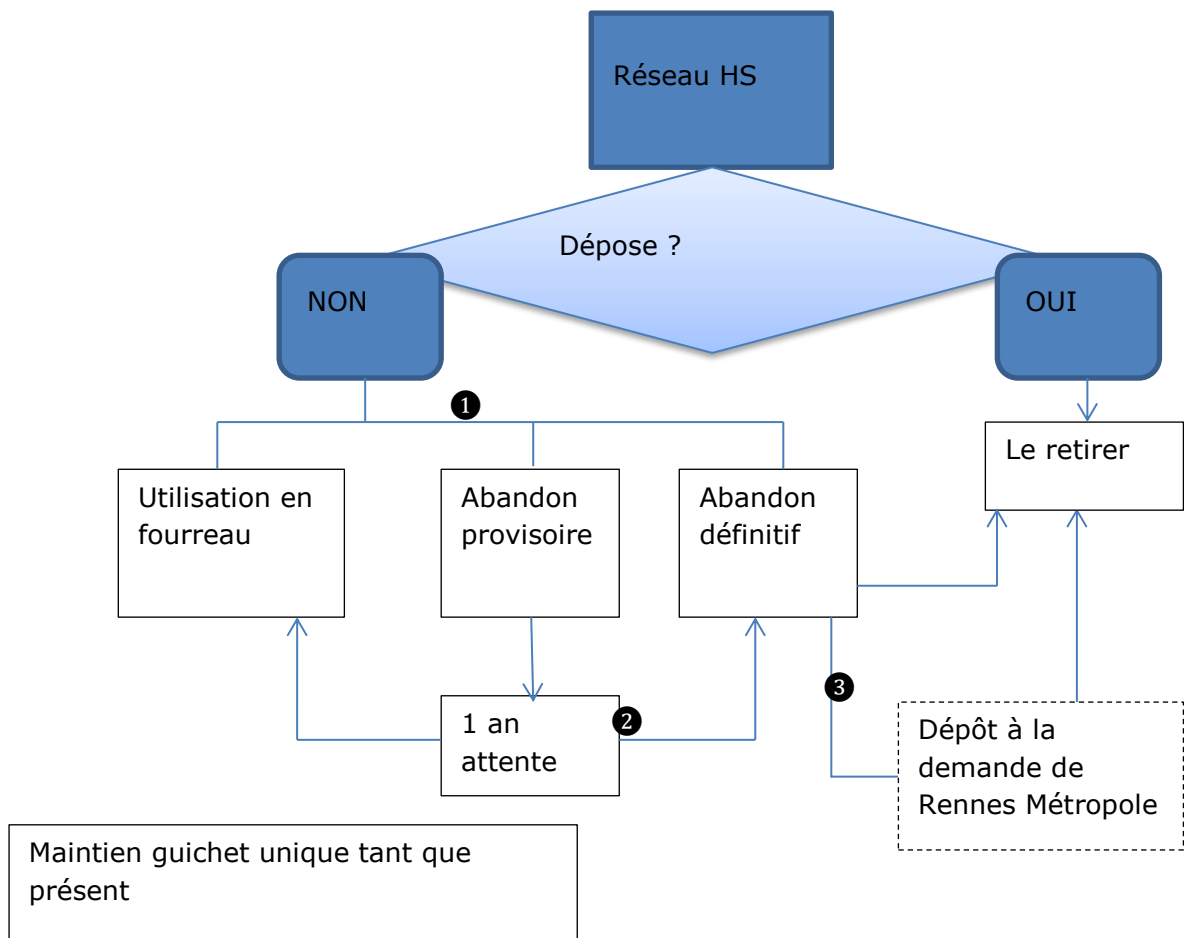 Réseau HS
Dépose ?
NON
OUI
❶
Le retirer
Utilisation en
fourreau
Abandon
provisoire
Abandon
définitif
❸
1 an
attente
❷
Dépôt à la
demande de
Rennes Métropole
Maintien guichet unique tant que
présent